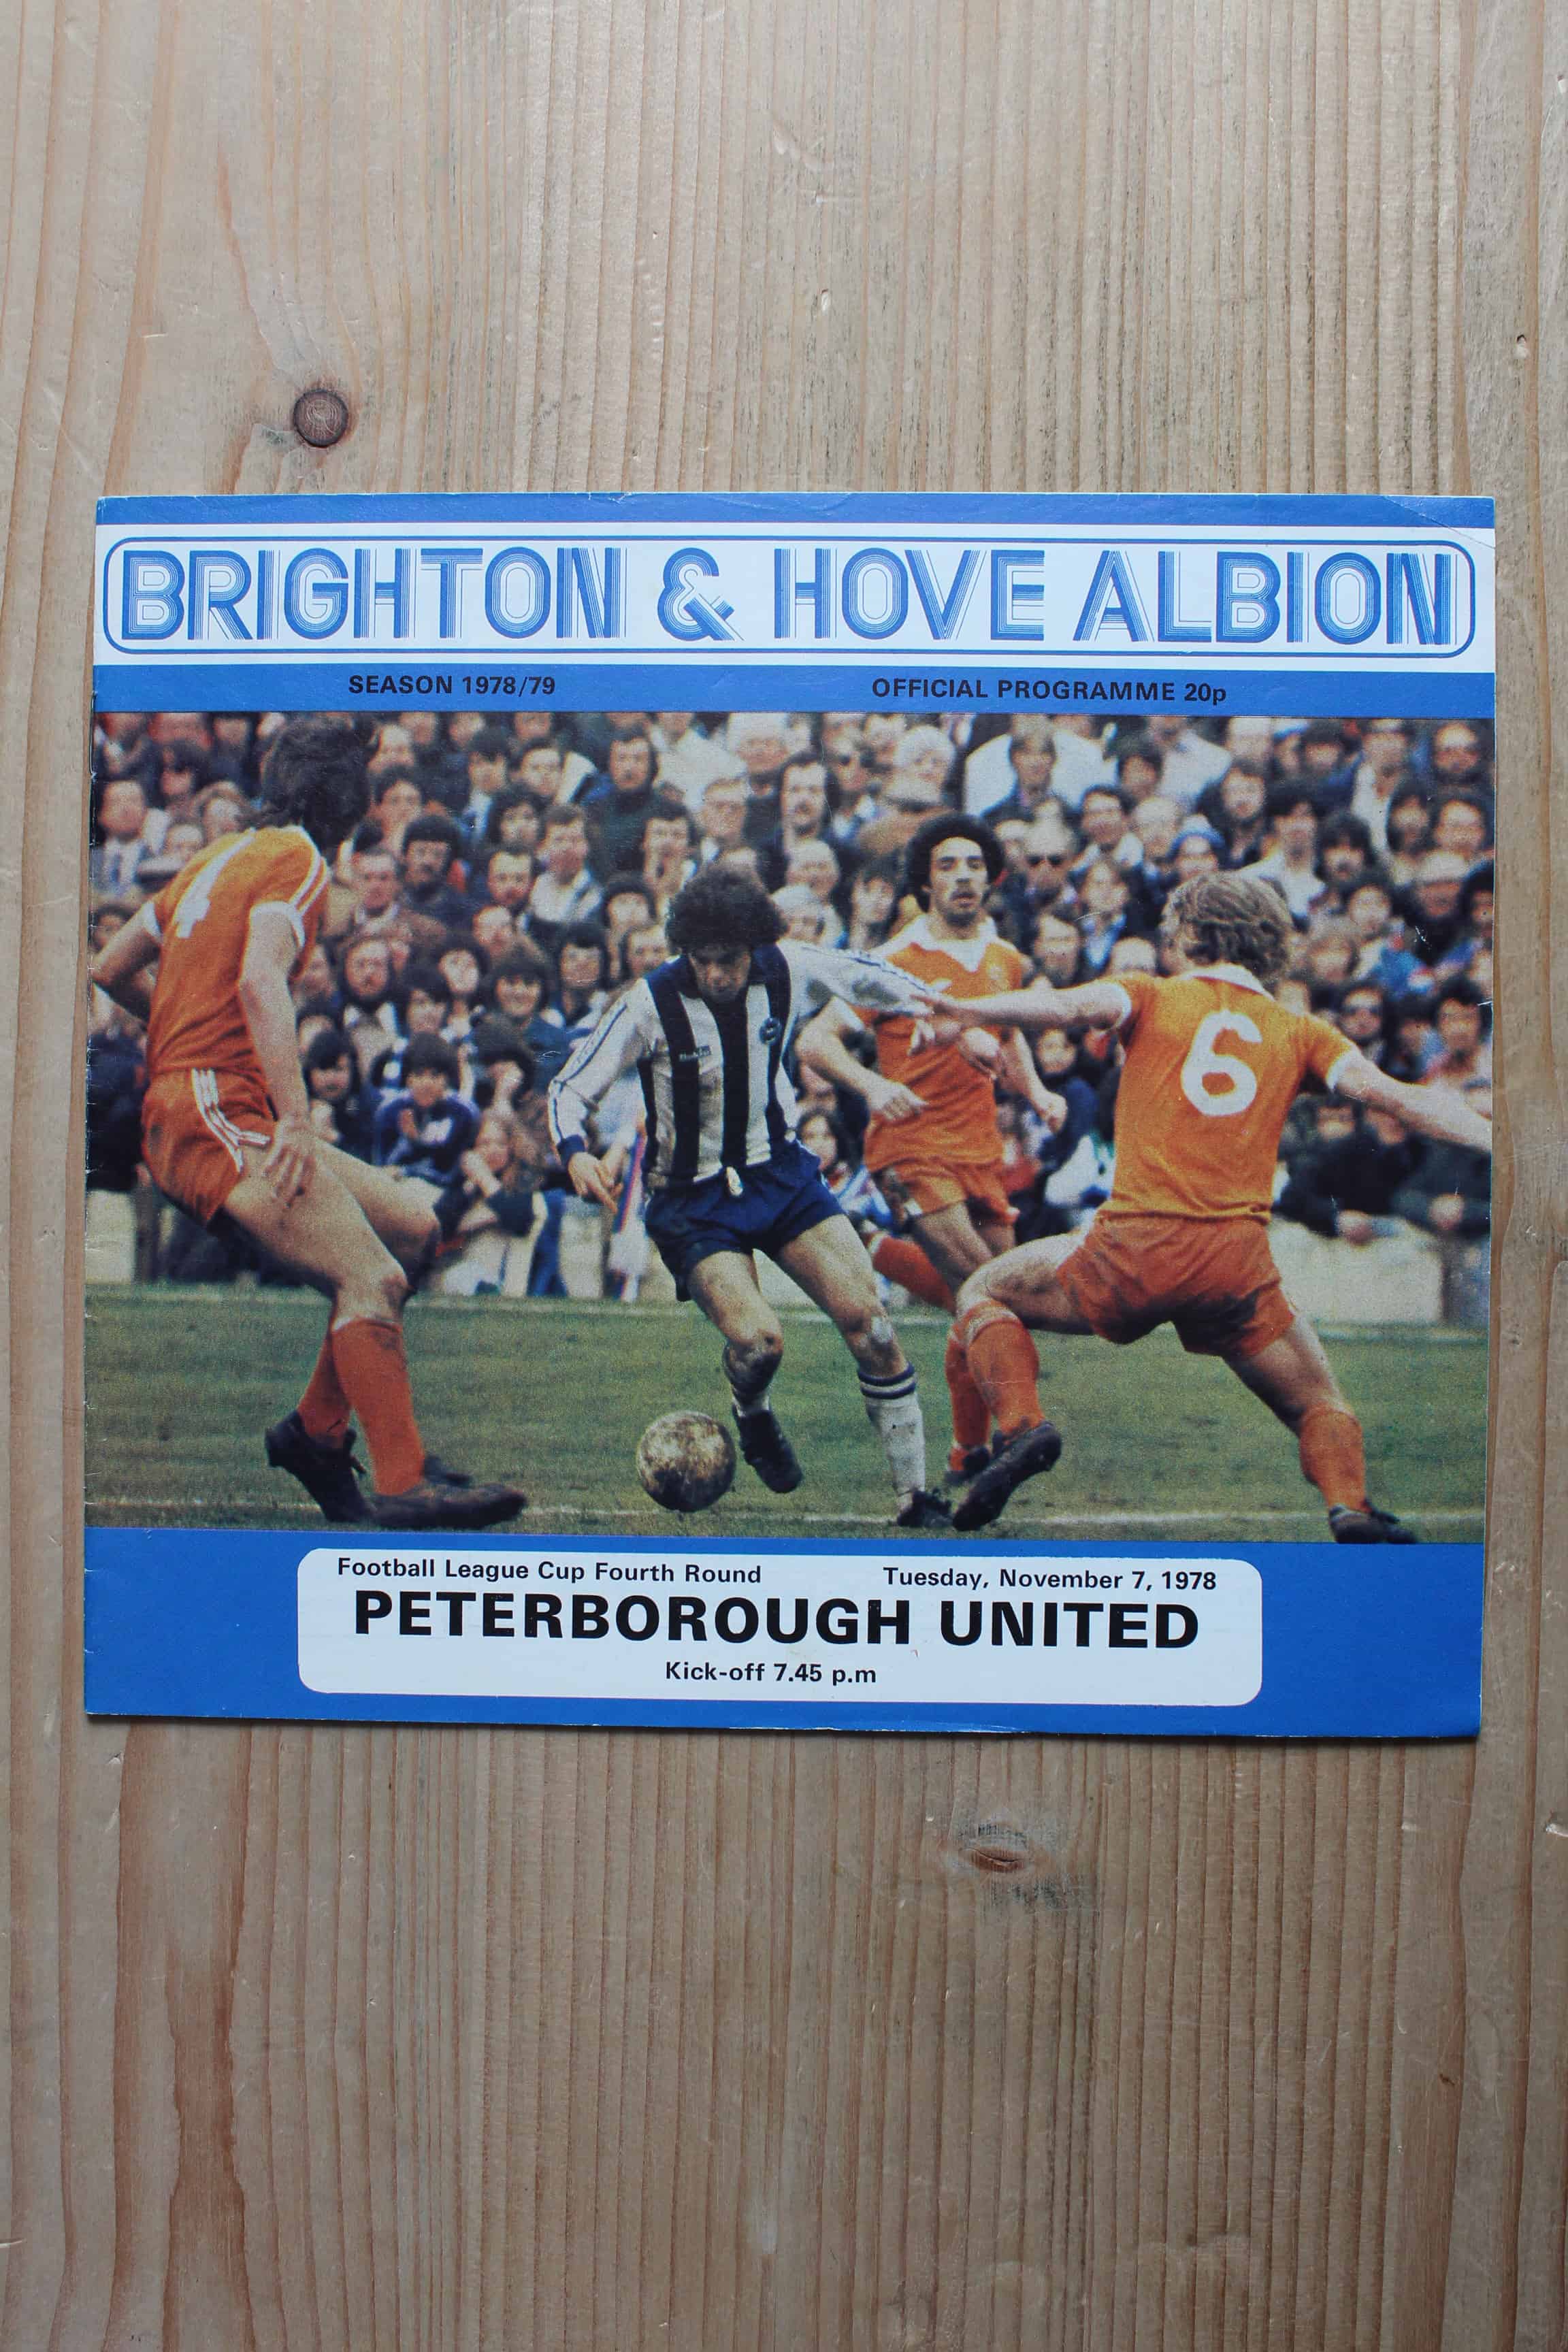 BRIGHTON & HOVE ALBION
SEASON 1978/79 OFFICIAL PROGRAMME 20p
4
6
Football League Cup Fourth Round Tuesday, November 7, 1978
PETERBOROUGH UNITED
Kick-off 7.45 p.m